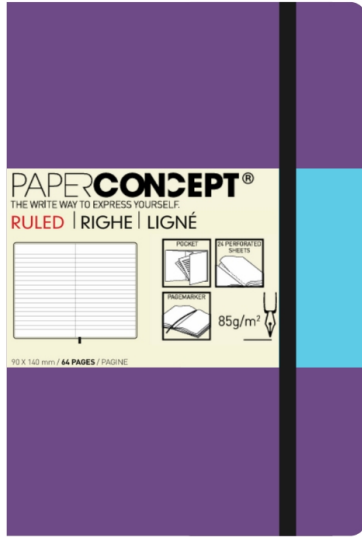 PAPERCONCEPT®
THE WRITE WAY TO EXPRESS YOURSELF.
RULED | RIGHE | LIGNÉ
POCKET
24 PERFORATED
SHEETS
PAGEMARKER
85g/m²
90 X 140 mm / 64 PAGES / PAGINE